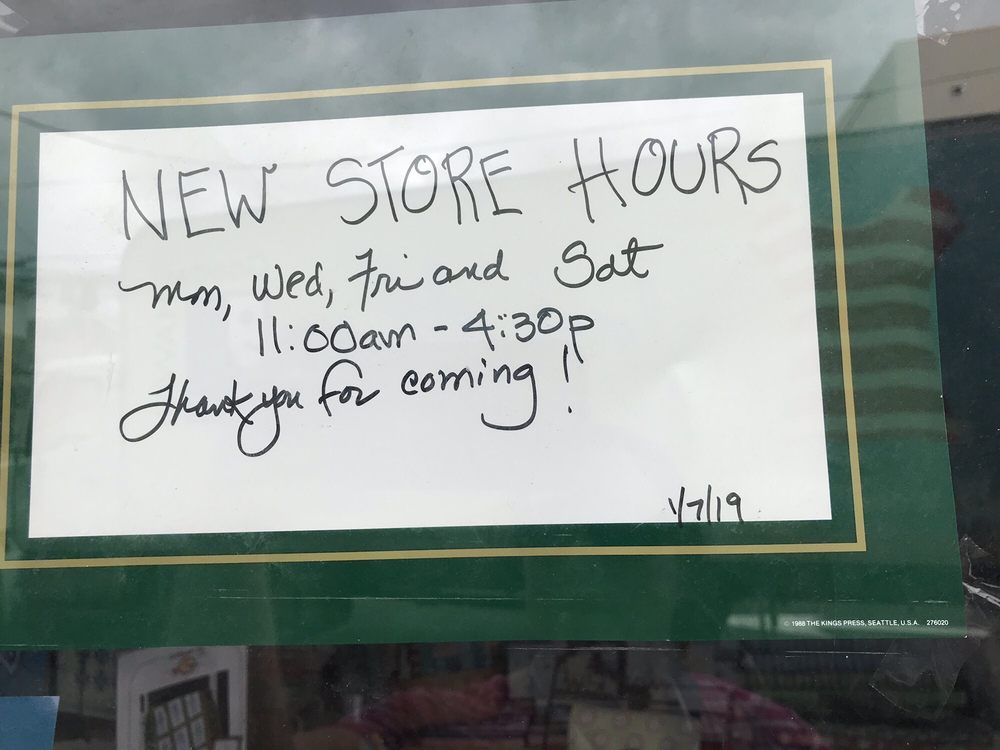 NEW STORE HOURS
Mon, Wed, Fri and Sat
11:00am - 4:30p
Thank you for coming!
1/7/19
© 1988 THE KINGS PRESS, SEATTLE, U.S.A. 276020